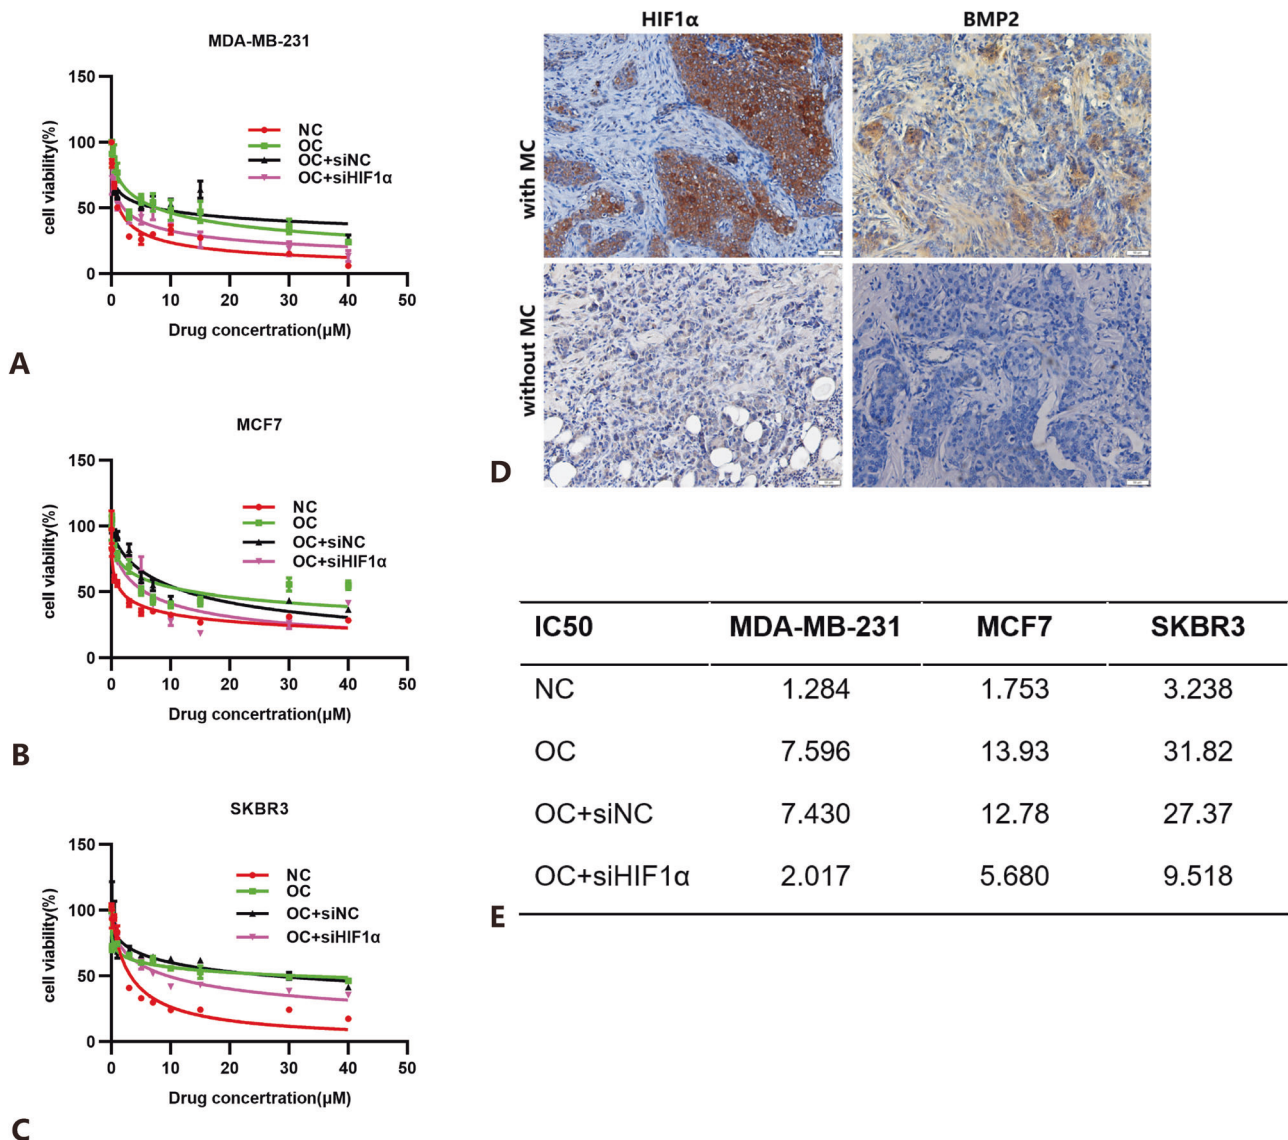 MDA-MB-231
150
100
50
0
cell viability(%)
NC
OC
OC+siNC
OC+siHIF1α
0 10 20 30 40 50
Drug concertration(μM)
A
MCF7
150
100
50
0
cell viability(%)
NC
OC
OC+siNC
OC+siHIF1α
0 10 20 30 40 50
Drug concertration(μM)
B
SKBR3
150
100
50
0
cell viability(%)
NC
OC
OC+siNC
OC+siHIF1α
0 10 20 30 40 50
Drug concertration(μM)
C
HIF1α BMP2
with MC
without MC
D
IC50 MDA-MB-231 MCF7 SKBR3
NC 1.284 1.753 3.238
OC 7.596 13.93 31.82
OC+siNC 7.430 12.78 27.37
OC+siHIF1α 2.017 5.680 9.518
E